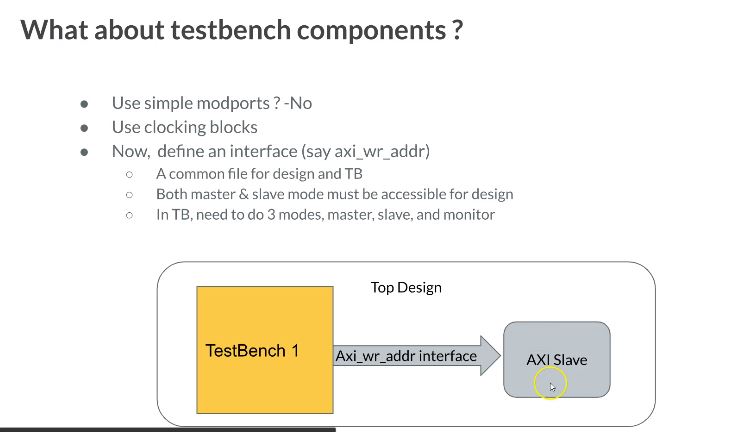 What about testbench components ?
● Use simple modports ? -No
● Use clocking blocks
● Now, define an interface (say axi_wr_addr)
○ A common file for design and TB
○ Both master & slave mode must be accessible for design
○ In TB, need to do 3 modes, master, slave, and monitor
Top Design
TestBench 1
Axi_wr_addr interface
AXI Slave